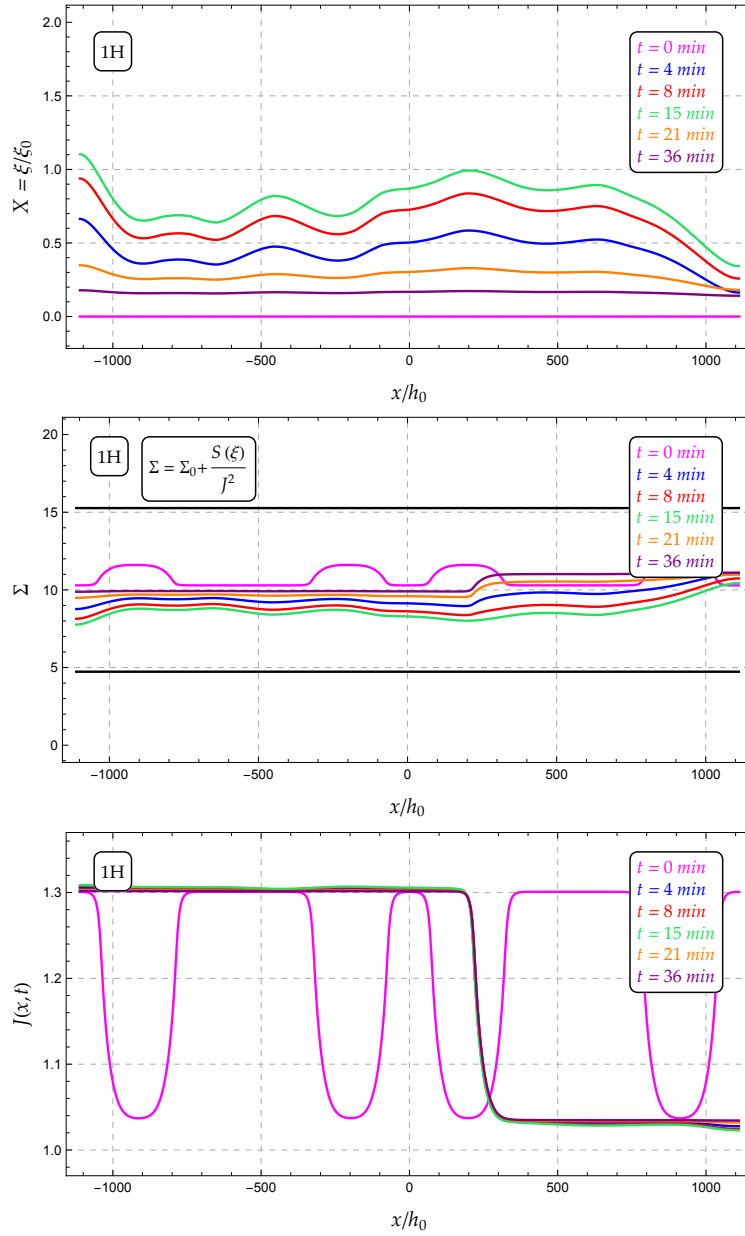 1H
t = 0 min
t = 4 min
t = 8 min
t = 15 min
t = 21 min
t = 36 min
2.0
1.5
1.0
0.5
0.0
X = ξ/ξ0
−1000 −500 0 500 1000
x/h0
1H
Σ = Σ0 + S(ξ)/J²
t = 0 min
t = 4 min
t = 8 min
t = 15 min
t = 21 min
t = 36 min
20
15
10
5
0
Σ
−1000 −500 0 500 1000
x/h0
1H
t = 0 min
t = 4 min
t = 8 min
t = 15 min
t = 21 min
t = 36 min
1.3
1.2
1.1
1.0
J(x,t)
−1000 −500 0 500 1000
x/h0